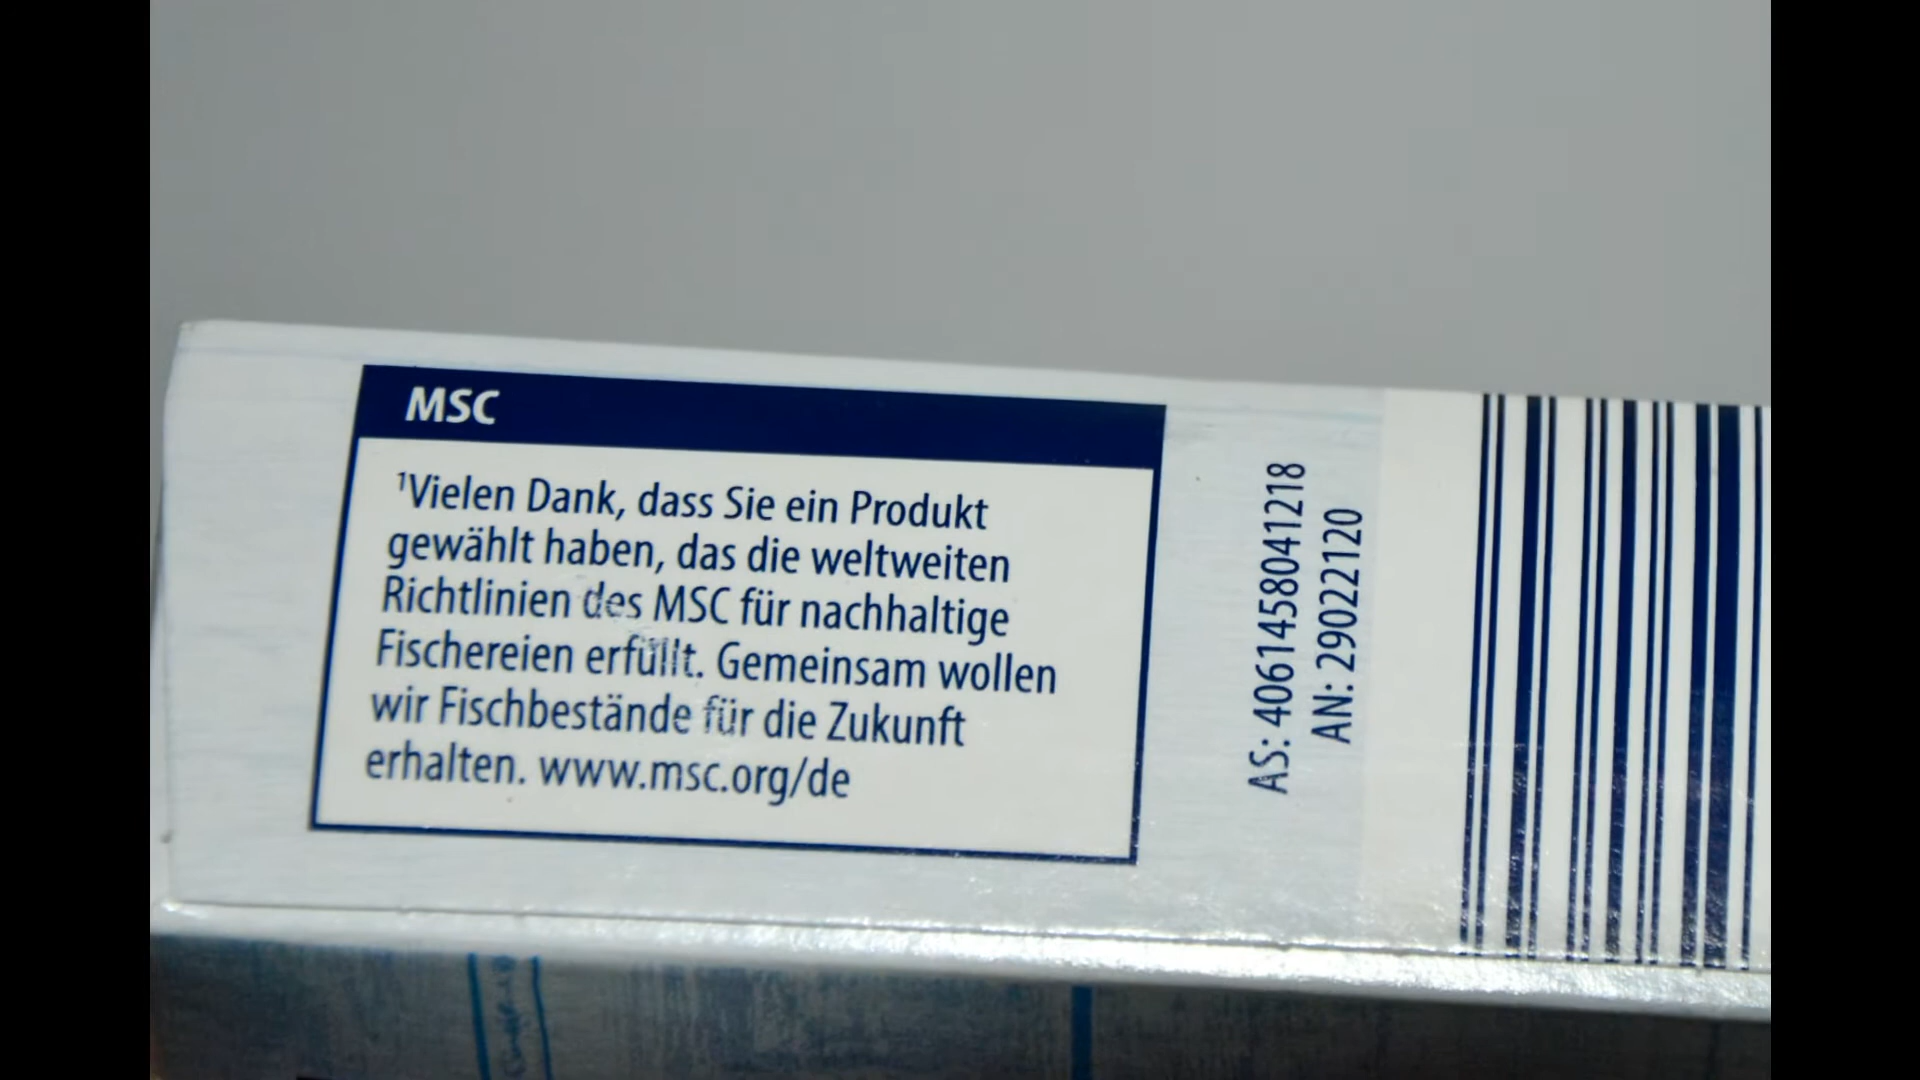 MSC
¹Vielen Dank, dass Sie ein Produkt
gewählt haben, das die weltweiten
Richtlinien des MSC für nachhaltige
Fischereien erfüllt. Gemeinsam wollen
wir Fischbestände für die Zukunft
erhalten. www.msc.org/de
AS: 4061458041218
AN: 29022120